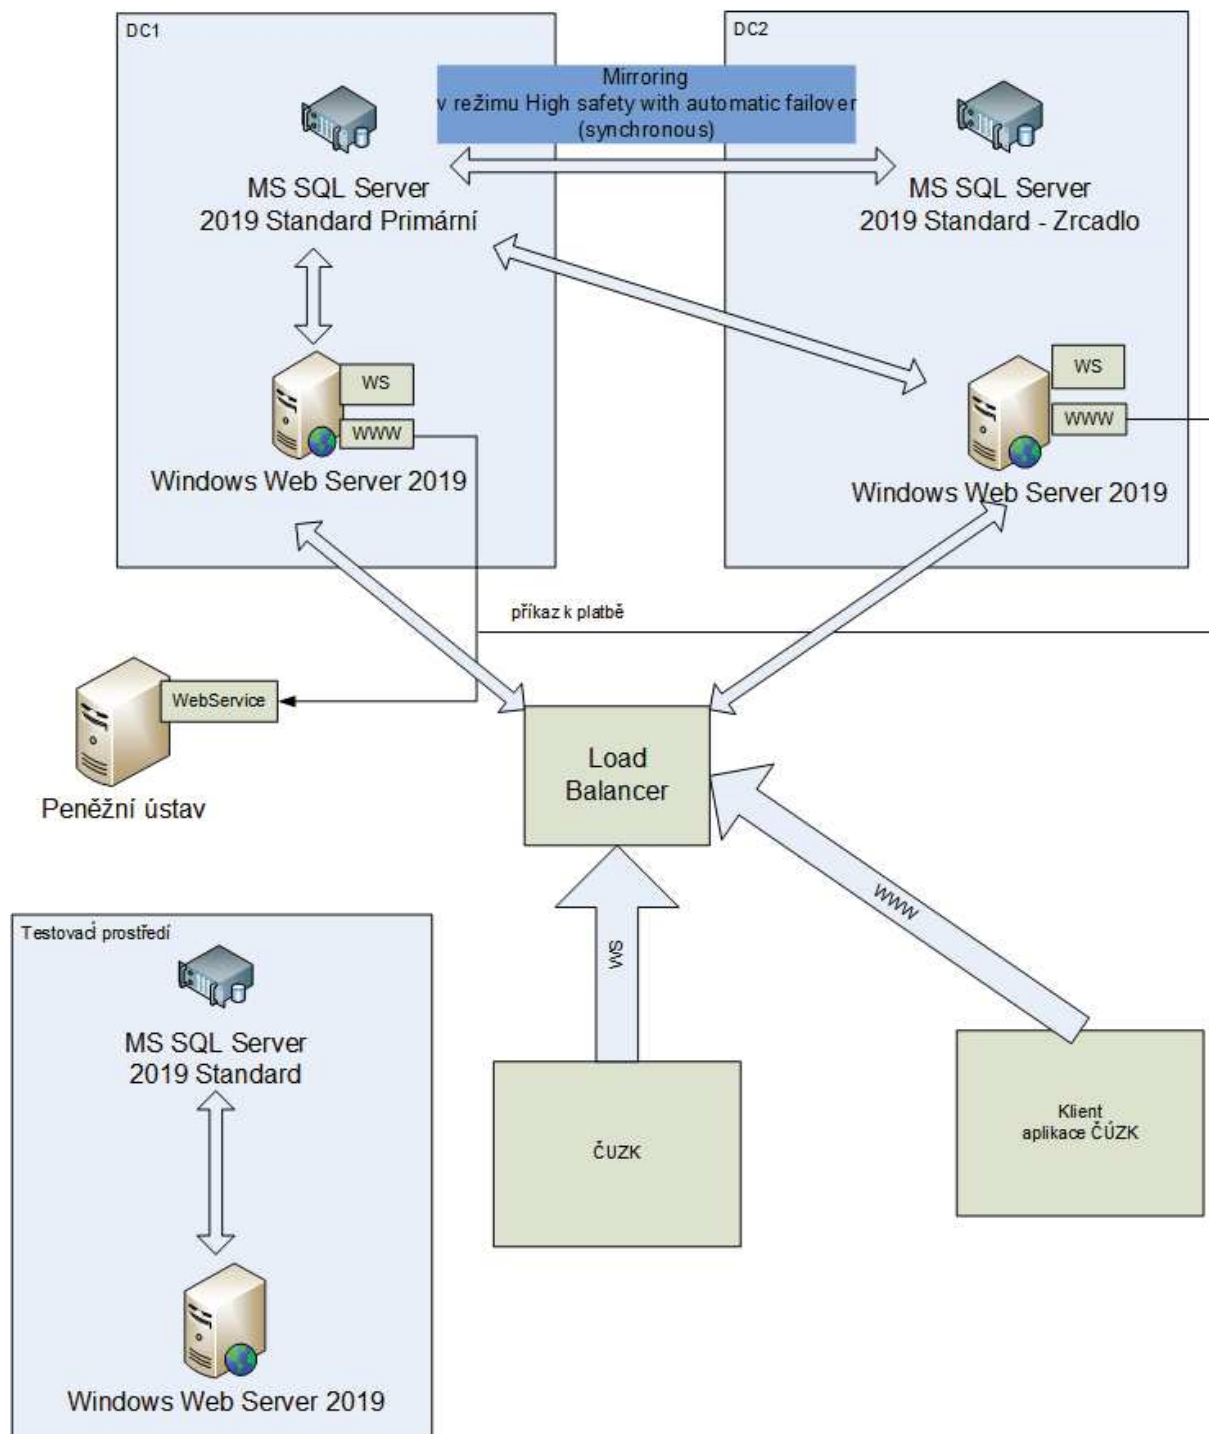 DC1
DC2
Mirroring
v režimu High safety with automatic failover
(synchronous)
MS SQL Server
2019 Standard Primární
MS SQL Server
2019 Standard - Zrcadlo
WS
WWW
Windows Web Server 2019
WS
WWW
Windows Web Server 2019
příkaz k platbě
WebService
Peněžní ústav
Load
Balancer
WS
WWW
Testovací prostředí
MS SQL Server
2019 Standard
Windows Web Server 2019
ČUZK
Klient
aplikace ČÚZK